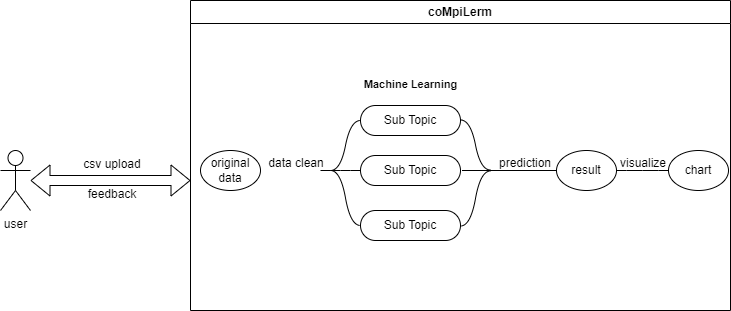 coMpiLerm
Machine Learning
Sub Topic
csv upload
feedback
user
original
data
data clean
Sub Topic
prediction
result
visualize
chart
Sub Topic